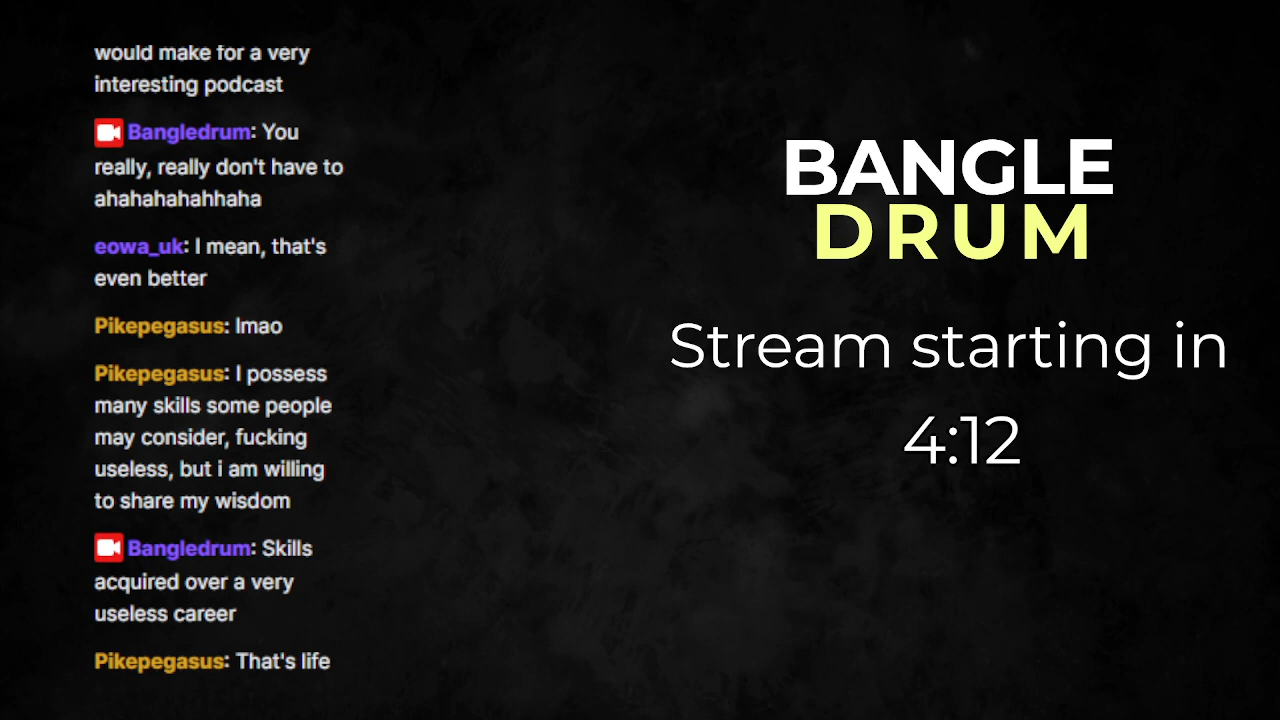 would make for a very
interesting podcast
Bangledrum: You
really, really don't have to
ahahahahahhaha
eowa_uk: I mean, that's
even better
Pikepegasus: lmao
Pikepegasus: I possess
many skills some people
may consider, fucking
useless, but i am willing
to share my wisdom
Bangledrum: Skills
acquired over a very
useless career
Pikepegasus: That's life
BANGLE
DRUM
Stream starting in
4:12